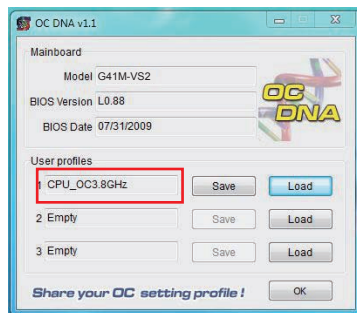 OC DNA v1.1
Mainboard
Model G41M-VS2
BIOS Version L0.88
BIOS Date 07/31/2009
OC DNA
User profiles
1 CPU_OC3.8GHz Save Load
2 Empty Save Load
3 Empty Save Load
Share your OC setting profile! OK